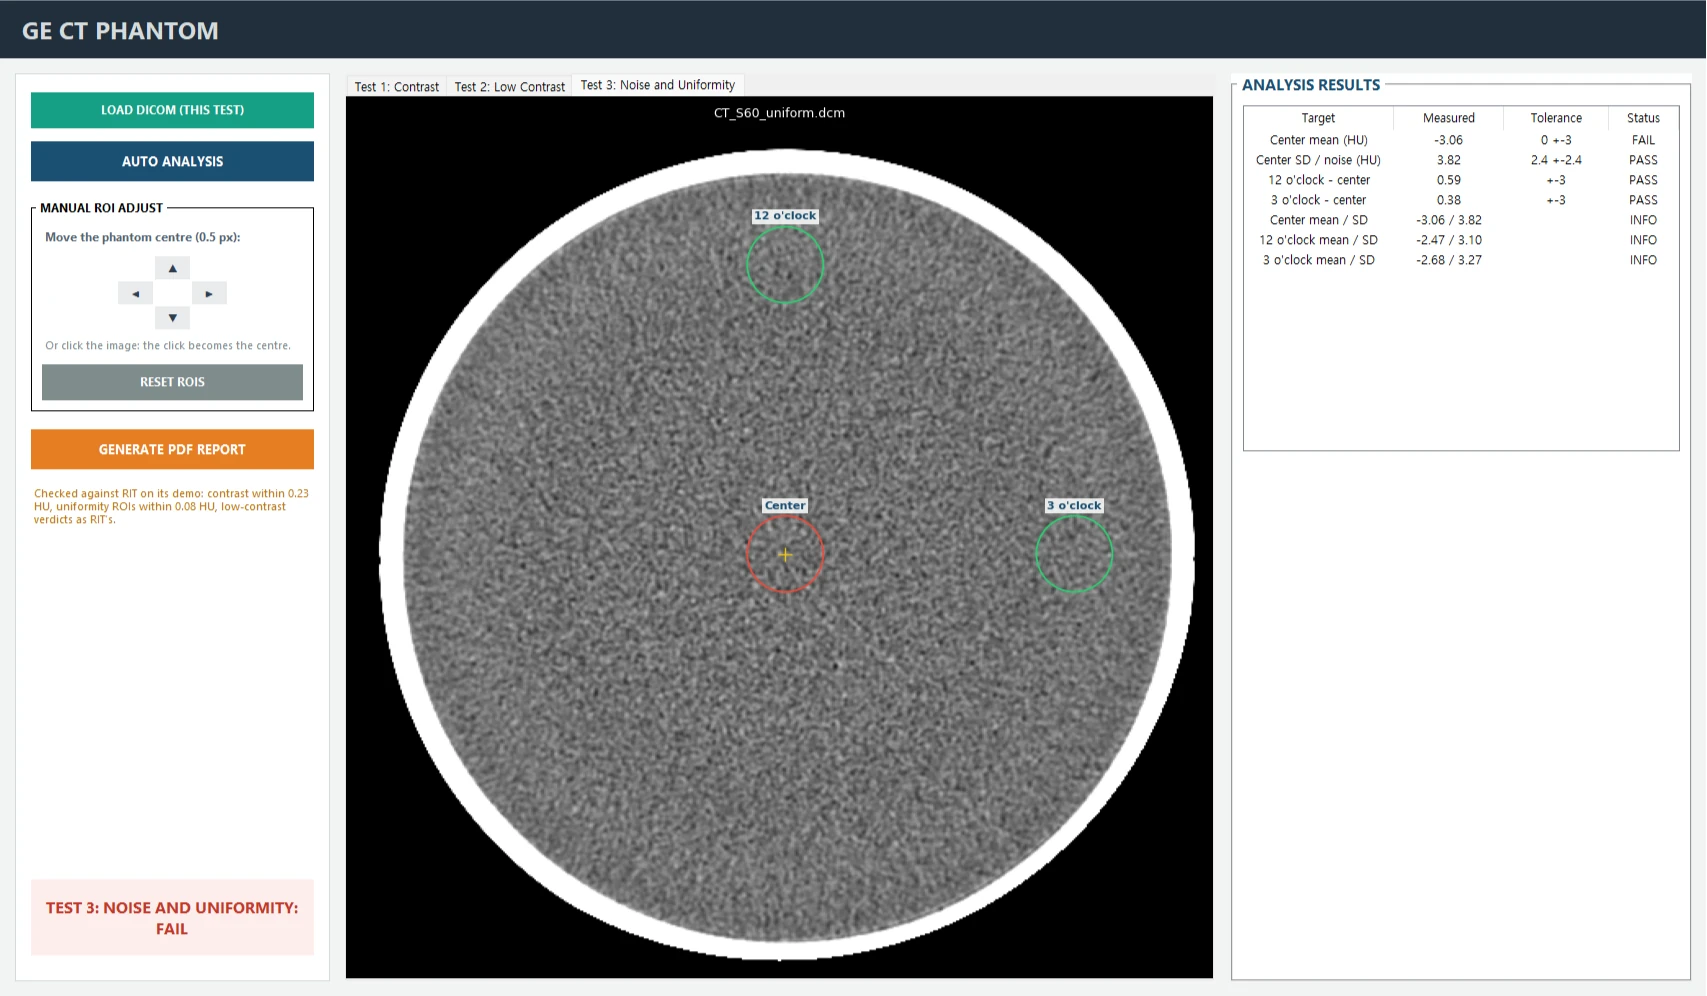 GE CT PHANTOM
LOAD DICOM (THIS TEST)
AUTO ANALYSIS
MANUAL ROI ADJUST
Move the phantom centre (0.5 px):
▲
◄ ►
▼
Or click the image: the click becomes the centre.
RESET ROIS
GENERATE PDF REPORT
Checked against RIT on its demo: contrast within 0.23
HU, uniformity ROIs within 0.08 HU, low-contrast
verdicts as RIT's.
TEST 3: NOISE AND UNIFORMITY:
FAIL
Test 1: Contrast Test 2: Low Contrast Test 3: Noise and Uniformity
CT_S60_uniform.dcm
12 o'clock
Center
3 o'clock
ANALYSIS RESULTS
Target Measured Tolerance Status
Center mean (HU) -3.06 0 +-3 FAIL
Center SD / noise (HU) 3.82 2.4 +-2.4 PASS
12 o'clock - center 0.59 +-3 PASS
3 o'clock - center 0.38 +-3 PASS
Center mean / SD -3.06 / 3.82 INFO
12 o'clock mean / SD -2.47 / 3.10 INFO
3 o'clock mean / SD -2.68 / 3.27 INFO